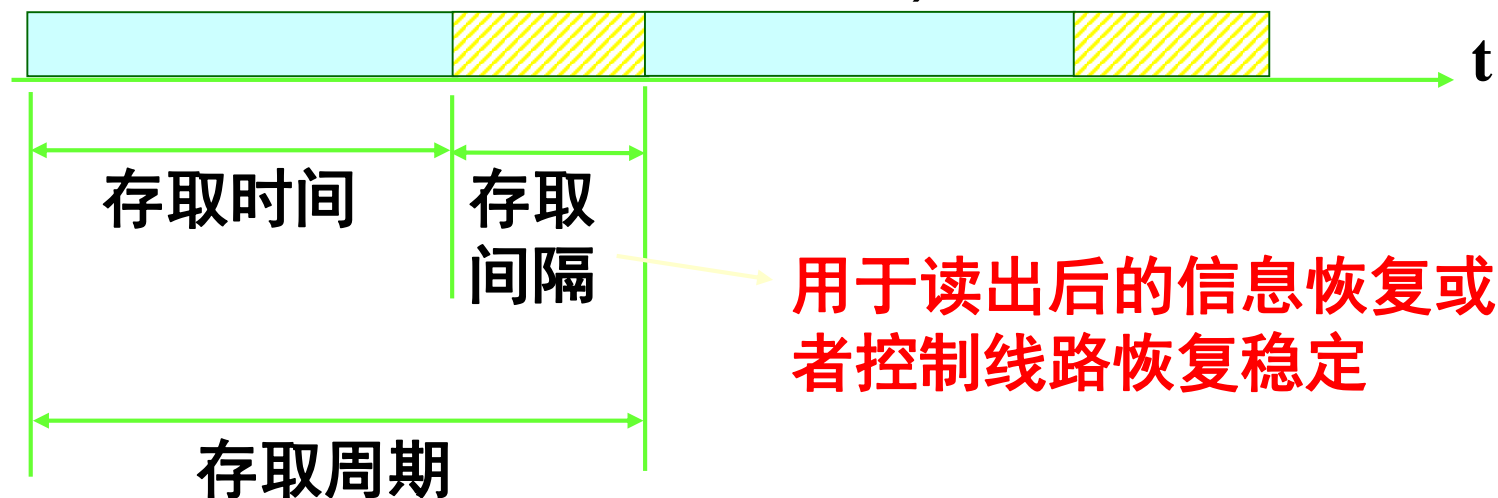 t
存取时间
存取
间隔
用于读出后的信息恢复或
者控制线路恢复稳定
存取周期